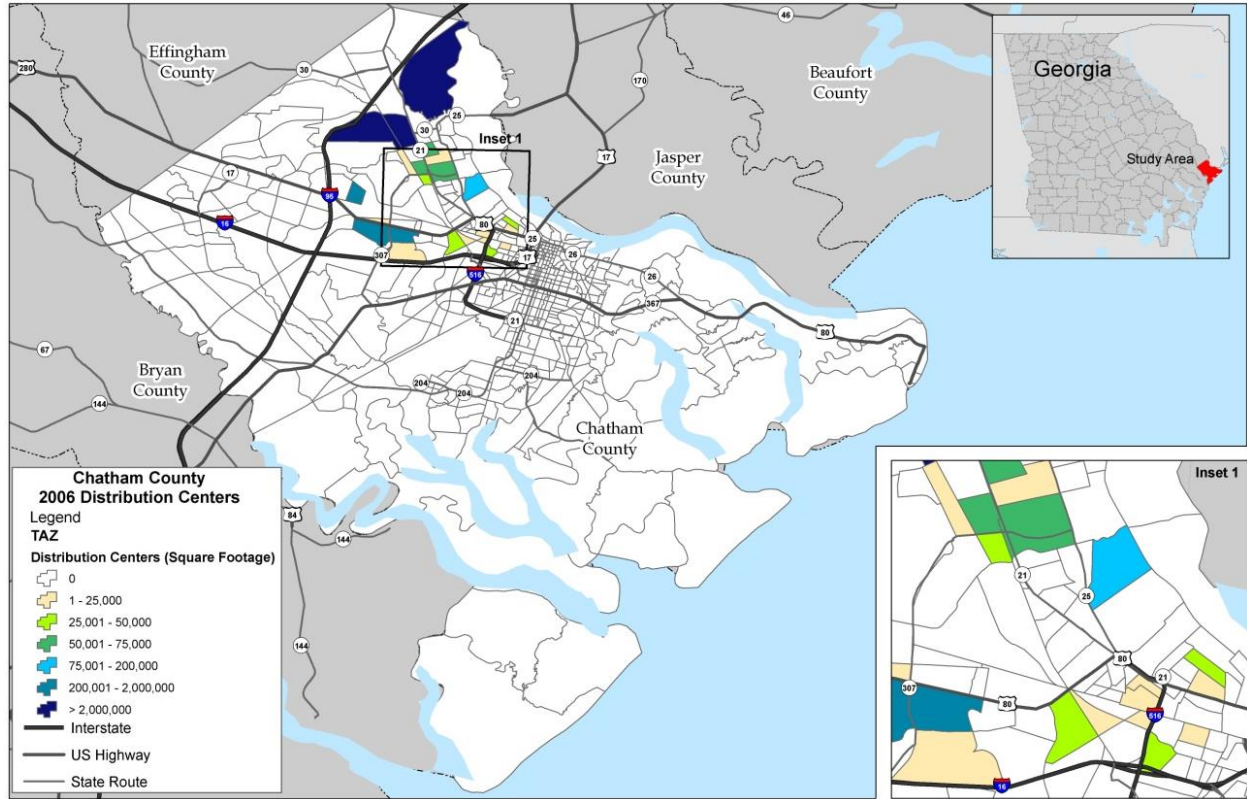 Effingham
County
Beaufort
County
Jasper
County
Bryan
County
Chatham
County
280
30
46
170
17
25
30
21
Inset 1
17
95
16
80
25
307
17
516
26
26
367
80
21
204
204
204
67
144
84
144
144
Georgia
Study Area
Chatham County
2006 Distribution Centers
Legend
TAZ
Distribution Centers (Square Footage)
0
1 - 25,000
25,001 - 50,000
50,001 - 75,000
75,001 - 200,000
200,001 - 2,000,000
> 2,000,000
Interstate
US Highway
State Route
Inset 1
21
25
80
21
307
80
516
16